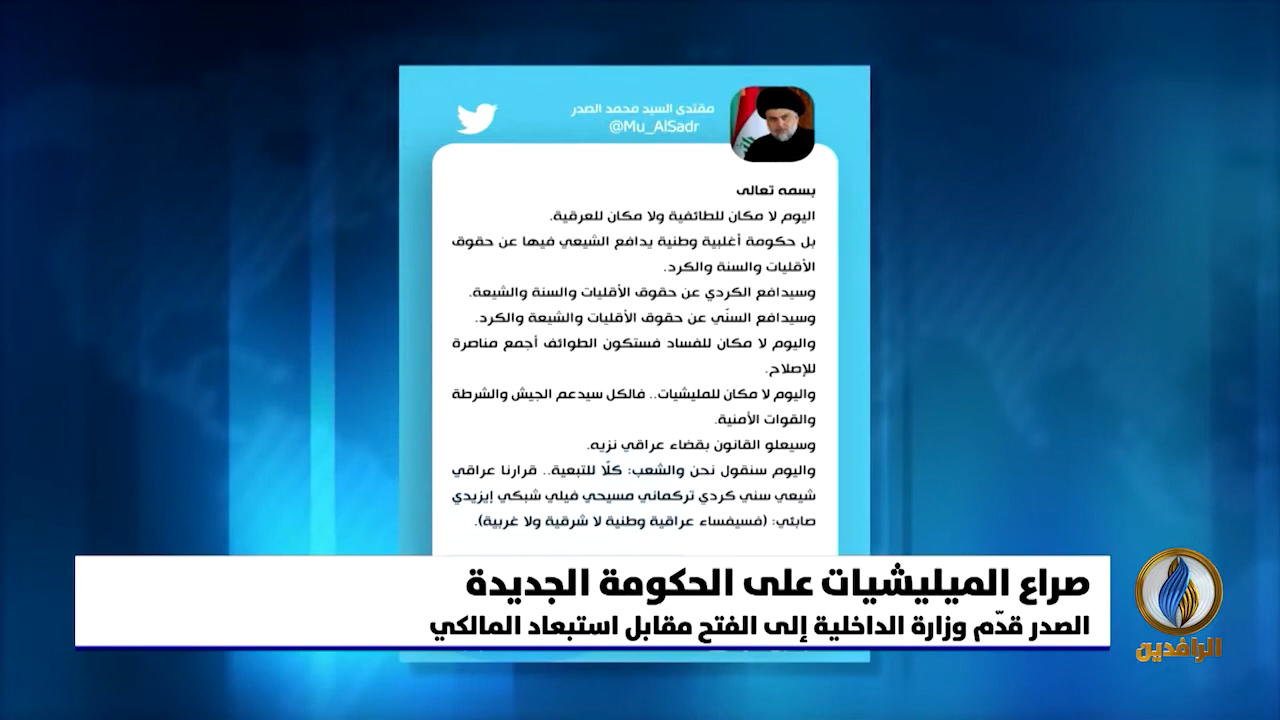 مقتدى السيد محمد الصدر
@Mu_AlSadr
بسمه تعالى
اليوم لا مكان للطائفية ولا مكان للعرقية.
بل حكومة أغلبية وطنية يدافع الشيعي فيها عن حقوق
الأقليات والسنة والكرد.
وسيدافع الكردي عن حقوق الأقليات والسنة والشيعة.
وسيدافع السنّي عن حقوق الأقليات والشيعة والكرد.
واليوم لا مكان للفساد فستكون الطوائف أجمع مناصرة
للإصلاح.
واليوم لا مكان للمليشيات.. فالكل سيدعم الجيش والشرطة
والقوات الأمنية.
وسيعلو القانون بقضاء عراقي نزيه.
واليوم سنقول نحن والشعب: كلّا للتبعية.. قرارنا عراقي
شيعي سني كردي تركماني مسيحي فيلي شبكي إيزيدي
صابئي: (فسيفساء عراقية وطنية لا شرقية ولا غربية).
صراع الميليشيات على الحكومة الجديدة
الصدر قدّم وزارة الداخلية إلى الفتح مقابل استبعاد المالكي
الرافدين